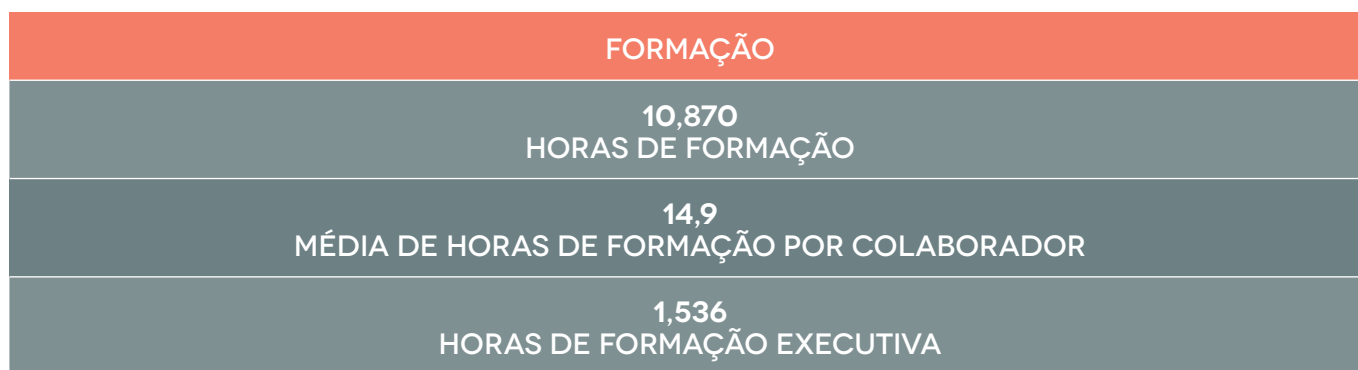 FORMAÇÃO
10,870
HORAS DE FORMAÇÃO
14,9
MÉDIA DE HORAS DE FORMAÇÃO POR COLABORADOR
1,536
HORAS DE FORMAÇÃO EXECUTIVA